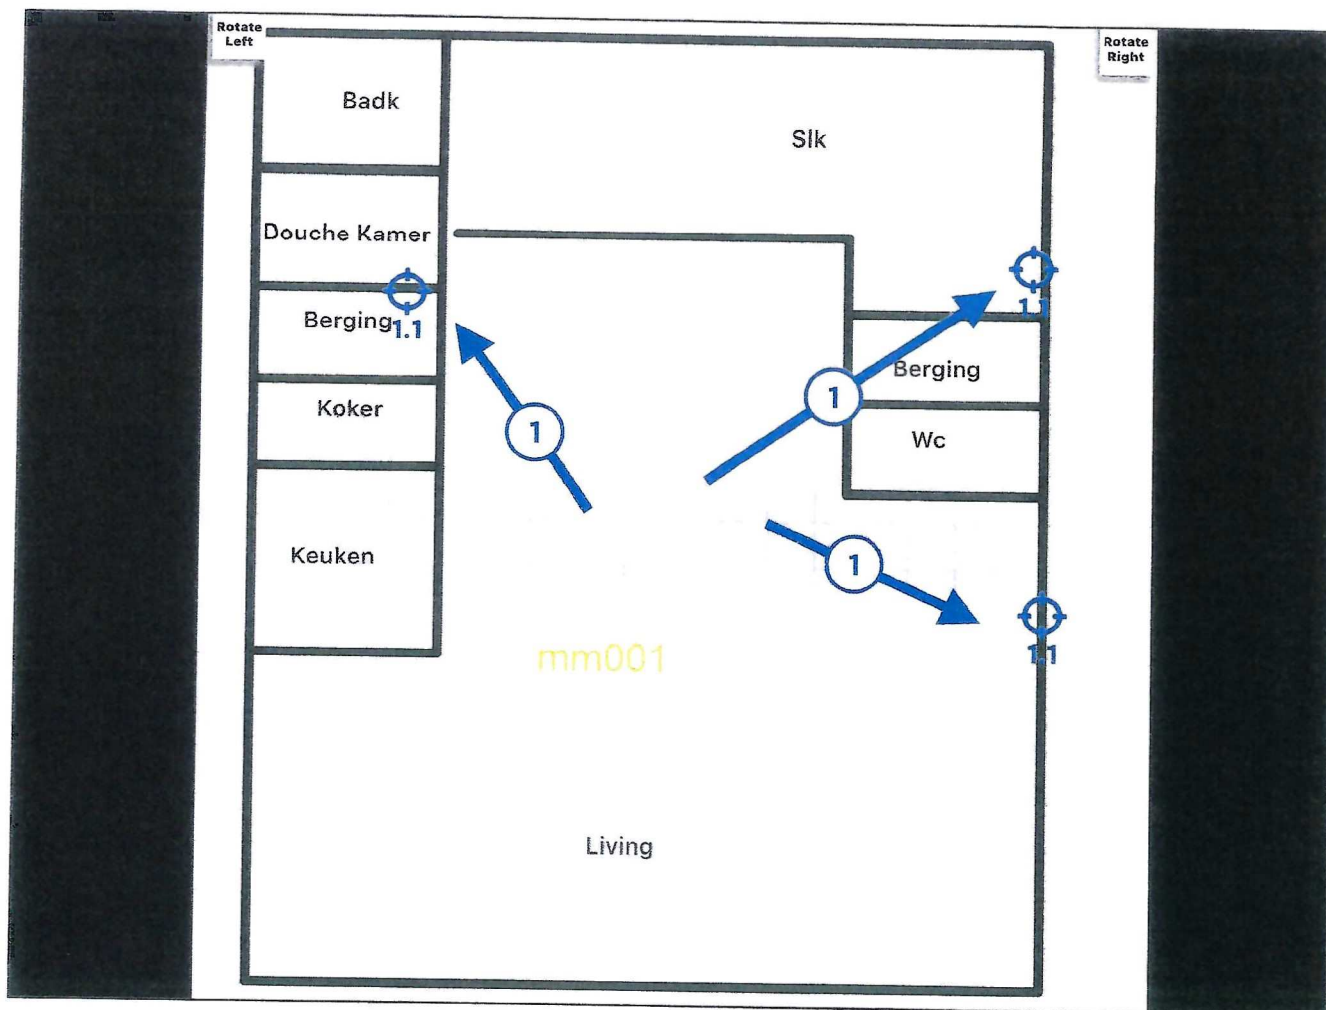 Rotate
Left
Rotate
Right
Badk
Slk
Douche Kamer
1.1
Berging
1.1
Berging
1
Koker
1
Wc
Keuken
1
1.1
mm001
Living